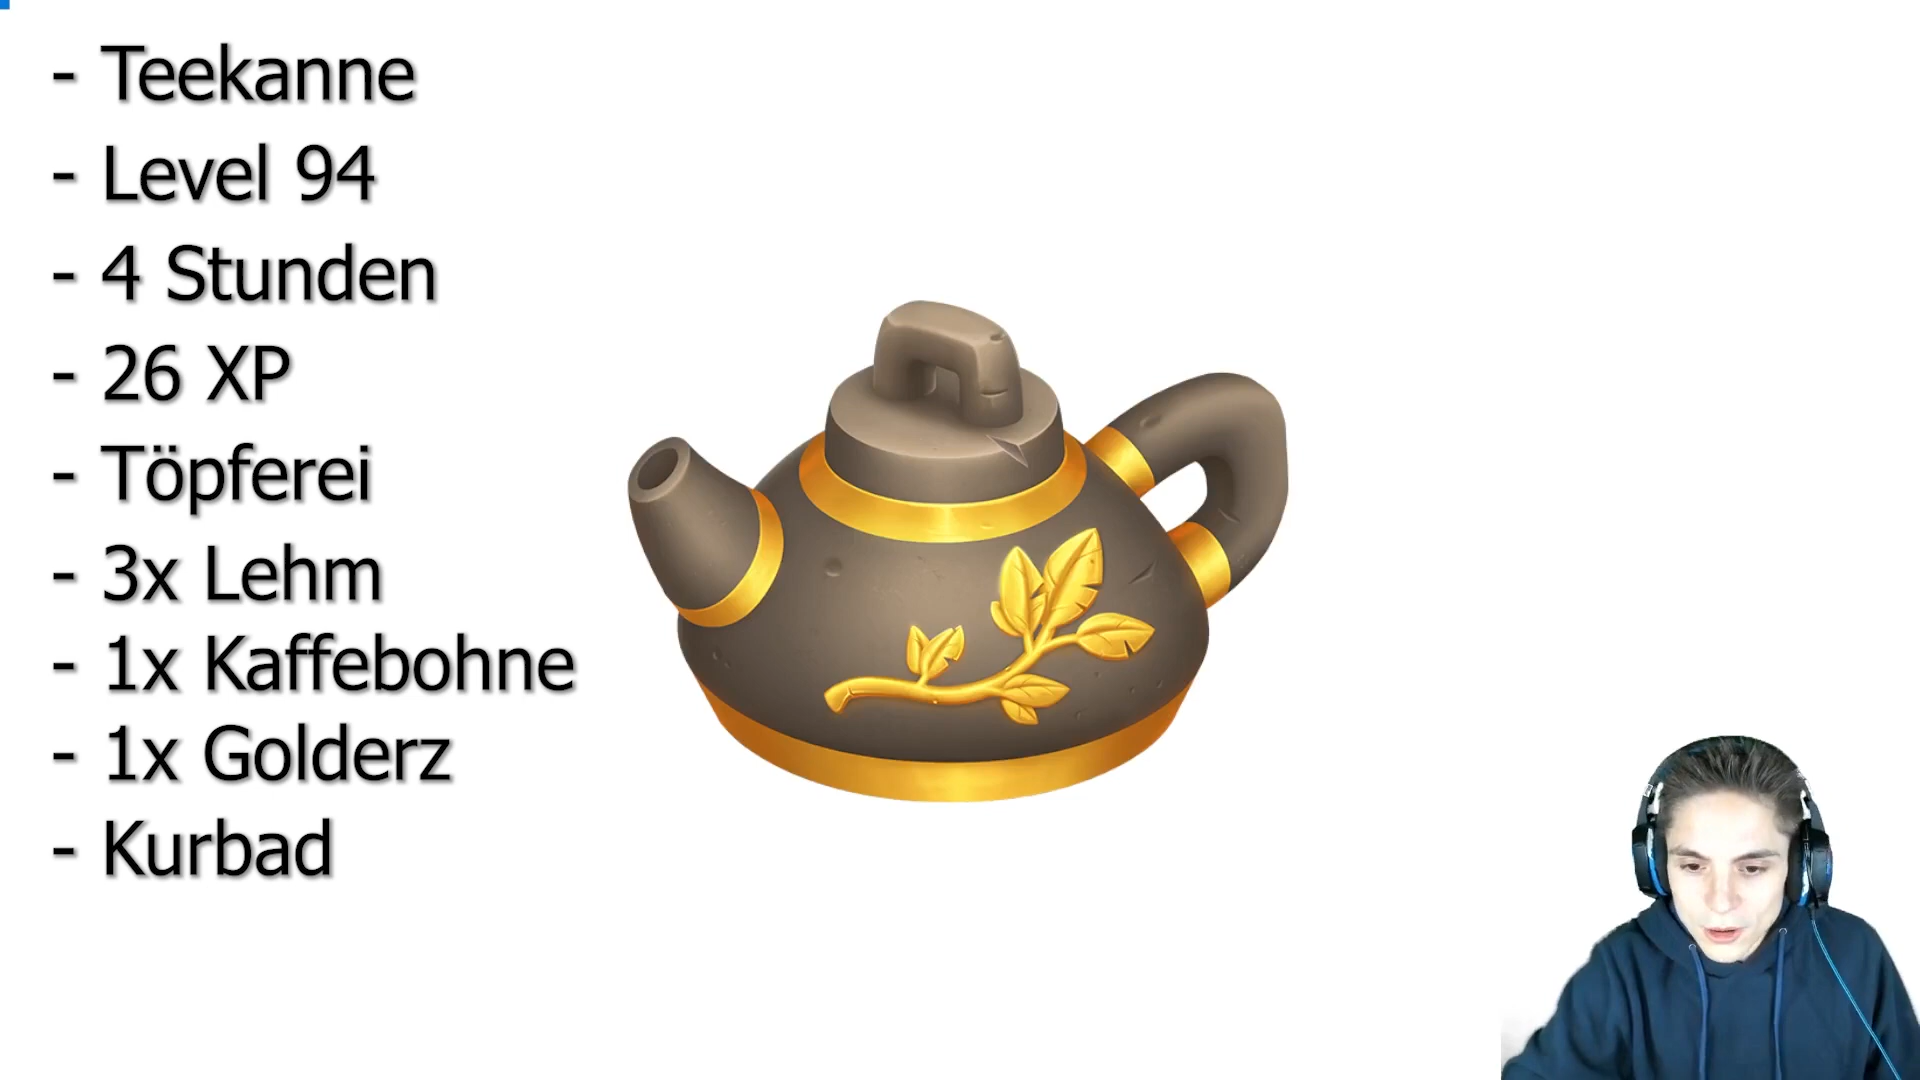 - Teekanne
- Level 94
- 4 Stunden
- 26 XP
- Töpferei
- 3x Lehm
- 1x Kaffebohne
- 1x Golderz
- Kurbad